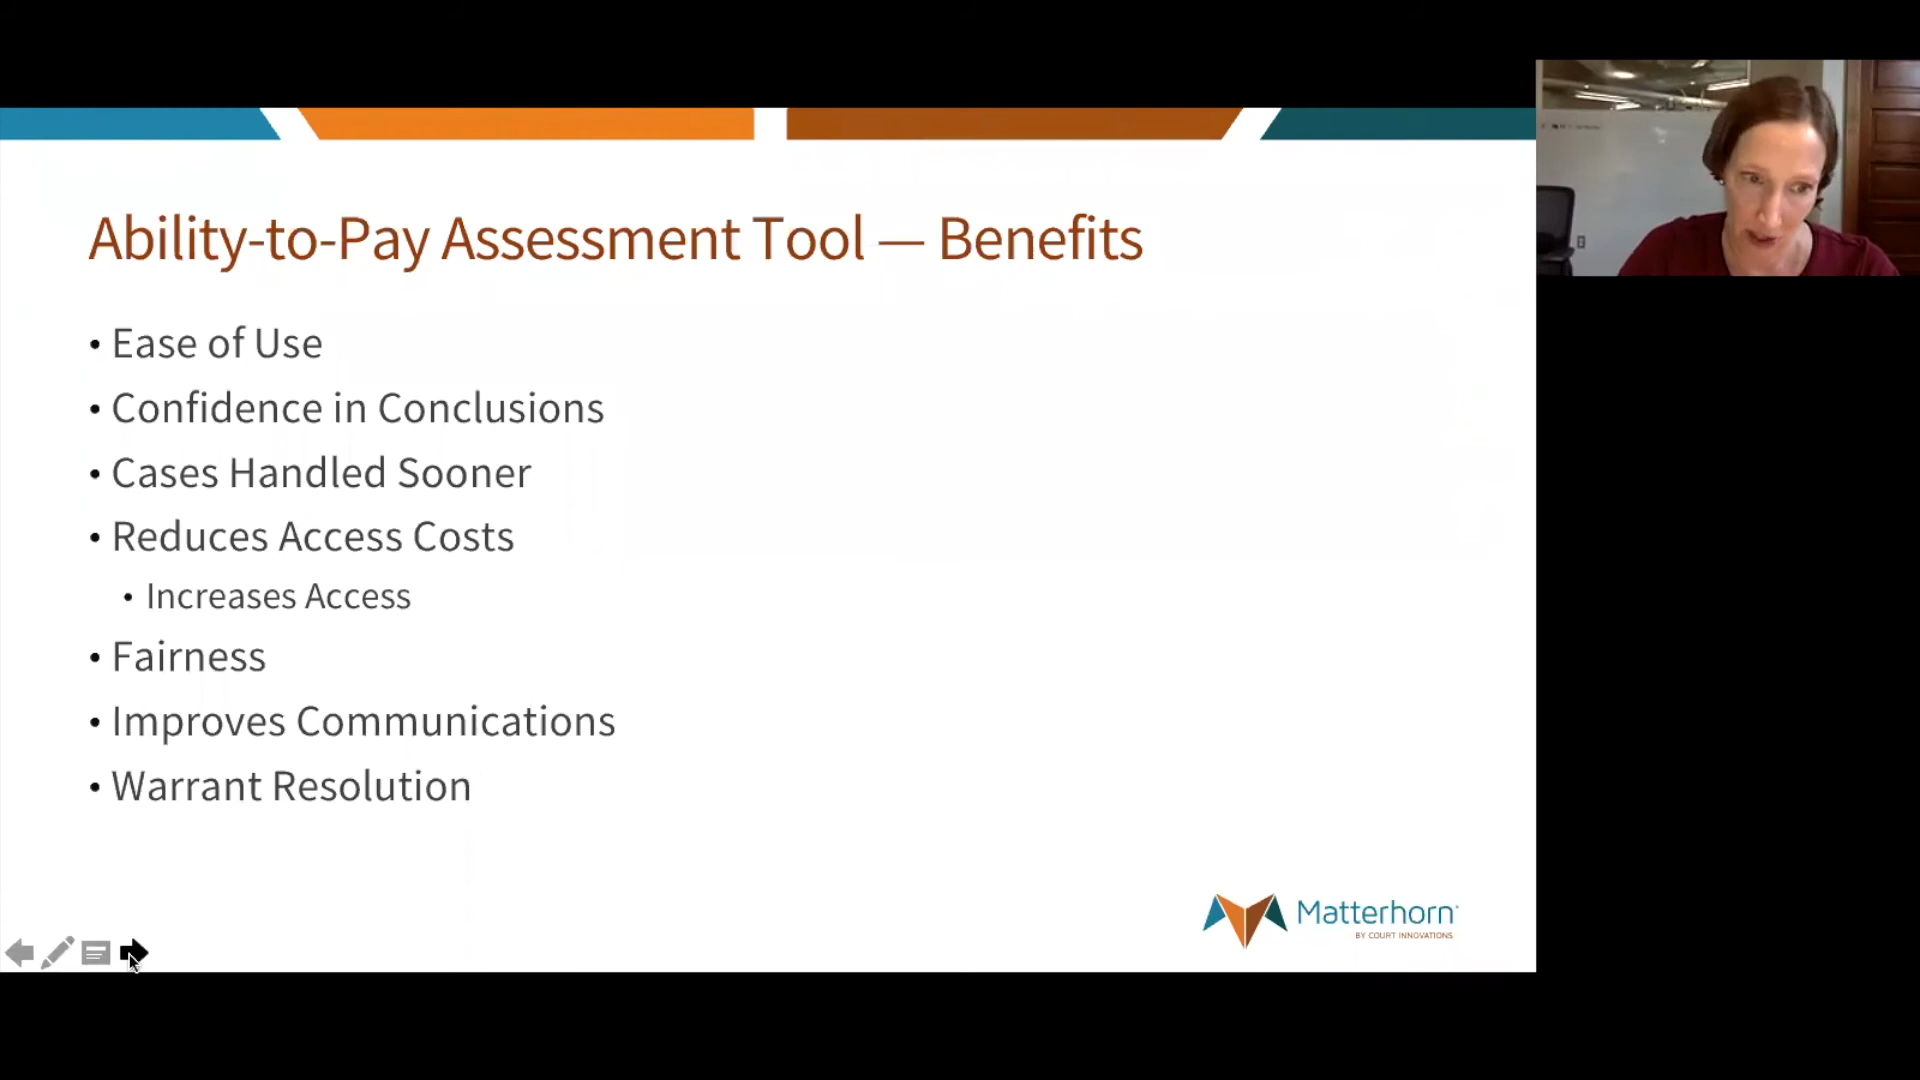 Ability-to-Pay Assessment Tool — Benefits
• Ease of Use
• Confidence in Conclusions
• Cases Handled Sooner
• Reduces Access Costs
• Increases Access
• Fairness
• Improves Communications
• Warrant Resolution
Matterhorn
BY COURT INNOVATIONS